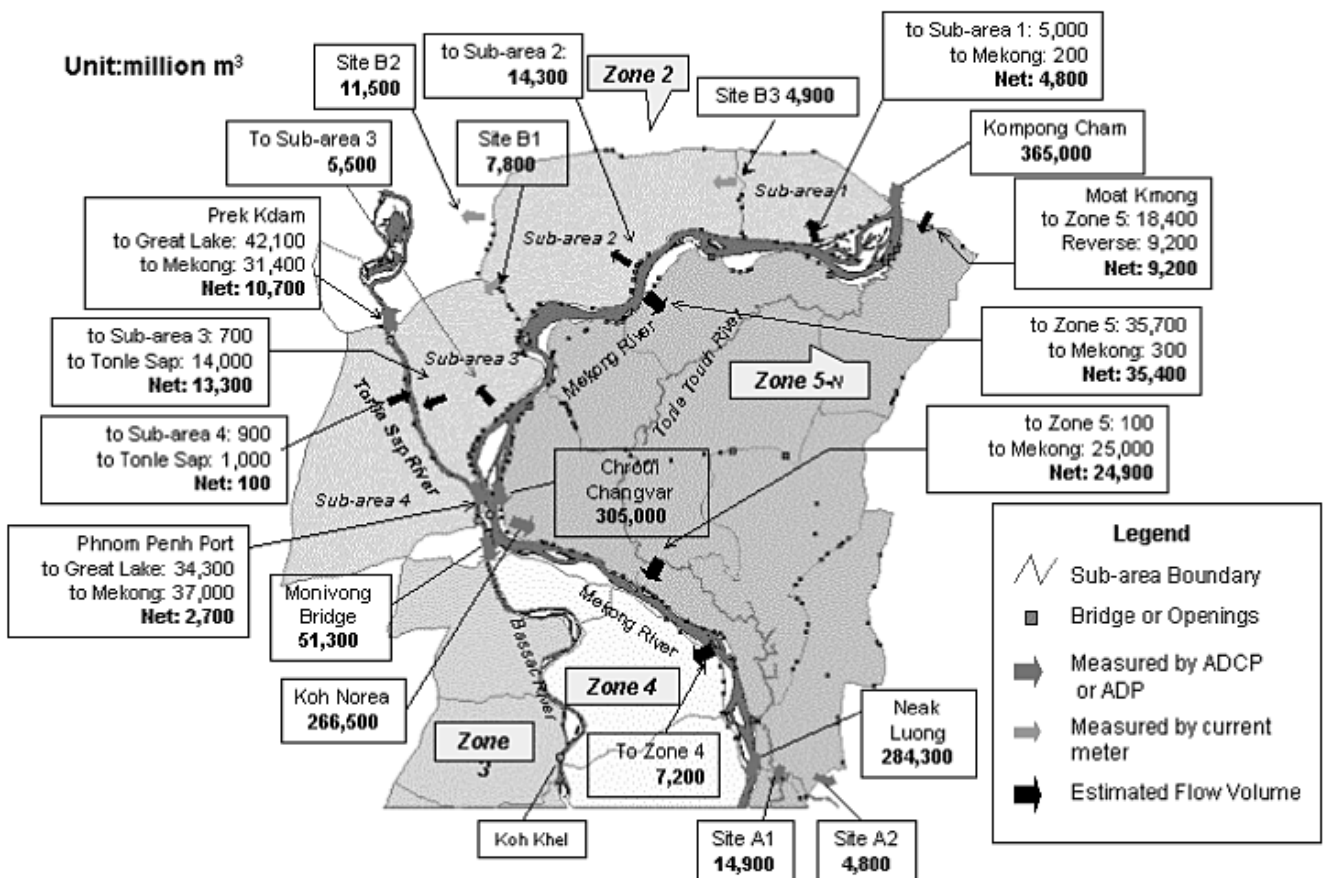 Unit:million m³
Site B2
11,500
to Sub-area 2:
14,300
Zone 2
to Sub-area 1: 5,000
to Mekong: 200
Net: 4,800
Site B3 4,900
To Sub-area 3
5,500
Site B1
7,800
Kompong Cham
365,000
Sub-area 1
Prek Kdam
to Great Lake: 42,100
to Mekong: 31,400
Net: 10,700
Sub-area 2
Moat Kmong
to Zone 5: 18,400
Reverse: 9,200
Net: 9,200
to Sub-area 3: 700
to Tonle Sap: 14,000
Net: 13,300
Sub-area 3
Mekong River
Tonle Touch River
to Zone 5: 35,700
to Mekong: 300
Net: 35,400
Zone 5-N
Tonle Sap River
to Sub-area 4: 900
to Tonle Sap: 1,000
Net: 100
to Zone 5: 100
to Mekong: 25,000
Net: 24,900
Sub-area 4
Chroui
Changvar
305,000
Phnom Penh Port
to Great Lake: 34,300
to Mekong: 37,000
Net: 2,700
Monivong
Bridge
51,300
Mekong River
Bassac River
Koh Norea
266,500
Zone 4
Zone
3
To Zone 4
7,200
Neak
Luong
284,300
Koh Khel
Site A1
14,900
Site A2
4,800
Legend
Sub-area Boundary
Bridge or Openings
Measured by ADCP
or ADP
Measured by current
meter
Estimated Flow Volume